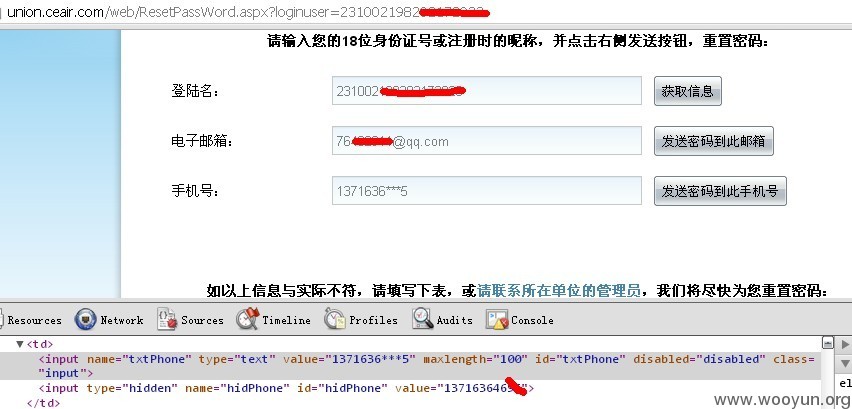 union.ceair.com/web/ResetPassWord.aspx?loginuser=231002198
请输入您的18位身份证号或注册时的昵称，并点击右侧发送按钮，重置密码：
登陆名： 231002 获取信息
电子邮箱： 76 @qq.com 发送密码到此邮箱
手机号： 1371636***5 发送密码到此手机号
如以上信息与实际不符，请填写下表，或请联系所在单位的管理员，我们将尽快为您重置密码：
Resources Network Sources Timeline Profiles Audits Console
▼<td>
<input name="txtPhone" type="text" value="1371636***5" maxlength="100" id="txtPhone" disabled="disabled" class=
"input">
<input type="hidden" name="hidPhone" id="hidPhone" value="137163646 ">
</td>
el
www.wooyun.org